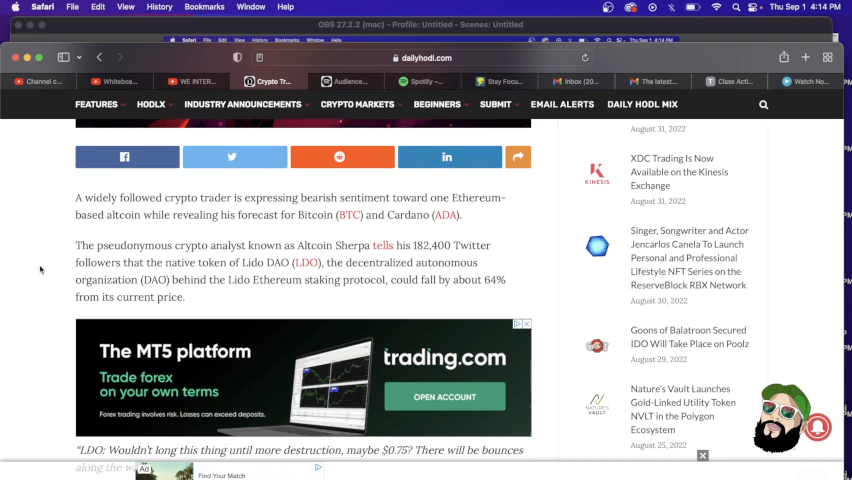 Safari File Edit View History Bookmarks Window Help
Thu Sep 1 4:14 PM
OBS 27.2.2 (mac) - Profile: Untitled - Scenes: Untitled
dailyhodl.com
Channel c...
Whiteboa...
WE INTER...
Crypto Tr...
Audience...
Spotify –...
Stay Focu...
Inbox (20...
The latest...
Class Acti...
Watch No...
FEATURES HODLX INDUSTRY ANNOUNCEMENTS CRYPTO MARKETS BEGINNERS SUBMIT EMAIL ALERTS DAILY HODL MIX
A widely followed crypto trader is expressing bearish sentiment toward one Ethereum-
based altcoin while revealing his forecast for Bitcoin (BTC) and Cardano (ADA).
The pseudonymous crypto analyst known as Altcoin Sherpa tells his 182,400 Twitter
followers that the native token of Lido DAO (LDO), the decentralized autonomous
organization (DAO) behind the Lido Ethereum staking protocol, could fall by about 64%
from its current price.
The MT5 platform
Trade forex
on your own terms
Forex trading involves risk. Losses can exceed deposits.
trading.com
OPEN ACCOUNT
"LDO: Wouldn't long this thing until more destruction, maybe $0.75? There will be bounces
along the wa
Ad
Find Your Match
August 31, 2022
KINESIS
XDC Trading Is Now
Available on the Kinesis
Exchange
August 31, 2022
Singer, Songwriter and Actor
Jencarlos Canela To Launch
Personal and Professional
Lifestyle NFT Series on the
ReserveBlock RBX Network
August 30, 2022
Goons of Balatroon Secured
IDO Will Take Place on Poolz
August 29, 2022
NATURE'S
VAULT
Nature's Vault Launches
Gold-Linked Utility Token
NVLT in the Polygon
Ecosystem
August 25, 2022